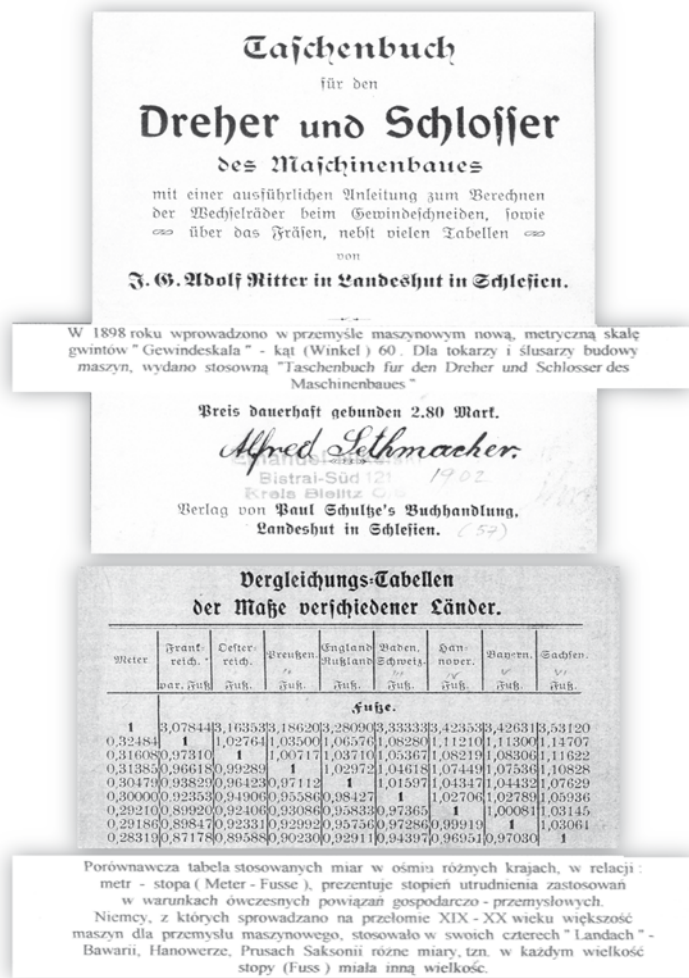 Taschenbuch
für den
Dreher und Schlosser
des Maschinenbaues
mit einer ausführlichen Anleitung zum Berechnen
der Wechselräder beim Gewindeschneiden, sowie
über das Fräsen, nebst vielen Tabellen
von
J. G. Adolf Ritter in Landeshut in Schlesien.
W 1898 roku wprowadzono w przemyśle maszynowym nową, metryczną skalę
gwintów " Gewindeskala " - kąt (Winkel ) 60 . Dla tokarzy i ślusarzy budowy
maszyn, wydano stosowną "Taschenbuch fur den Dreher und Schlosser des
Maschinenbaues "
Preis dauerhaft gebunden 2.80 Mark.
Alfred Sethmacher.
Bistrai-Süd 121
1902
Kreis Bielitz
Verlag von Paul Schultze's Buchhandlung,
Landeshut in Schlesien. (57)
Vergleichungs-Tabellen
der Maße verschiedener Länder.
Meter Frankreich. par. Fuß Oesterreich. Fuß. Preußen. Fuß. England Rußland Fuß. Baden, Schweiz. Fuß. Hannover. Fuß. Bayern. Fuß. Sachsen. Fuß.
Fuße.
1 3,07844 3,16353 3,18620 3,28090 3,33333 3,42353 3,42631 3,53120
0,32484 1 1,02764 1,03500 1,06576 1,08280 1,11210 1,11300 1,14707
0,31608 0,97310 1 1,00717 1,03710 1,05367 1,08219 1,08306 1,11622
0,31385 0,96618 0,99289 1 1,02972 1,04618 1,07449 1,07536 1,10828
0,30479 0,93829 0,96423 0,97112 1 1,01597 1,04347 1,04432 1,07629
0,30000 0,92353 0,94906 0,95586 0,98427 1 1,02706 1,02789 1,05936
0,29210 0,89920 0,92406 0,93086 0,95833 0,97365 1 1,00081 1,03145
0,29186 0,89847 0,92331 0,92992 0,95756 0,97286 0,99919 1 1,03061
0,28319 0,87178 0,89588 0,90230 0,92911 0,94397 0,96951 0,97030 1
Porównawcza tabela stosowanych miar w ośmiu różnych krajach, w relacji :
metr - stopa ( Meter - Fusse ), prezentuje stopień utrudnienia zastosowań
w warunkach ówczesnych powiązań gospodarczo - przemysłowych.
Niemcy, z których sprowadzano na przełomie XIX - XX wieku większość
maszyn dla przemysłu maszynowego, stosowało w swoich czterech " Landach " -
Bawarii, Hanowerze, Prusach Saksonii różne miary, tzn. w każdym wielkość
stopy (Fuss ) miała inną wielkość.